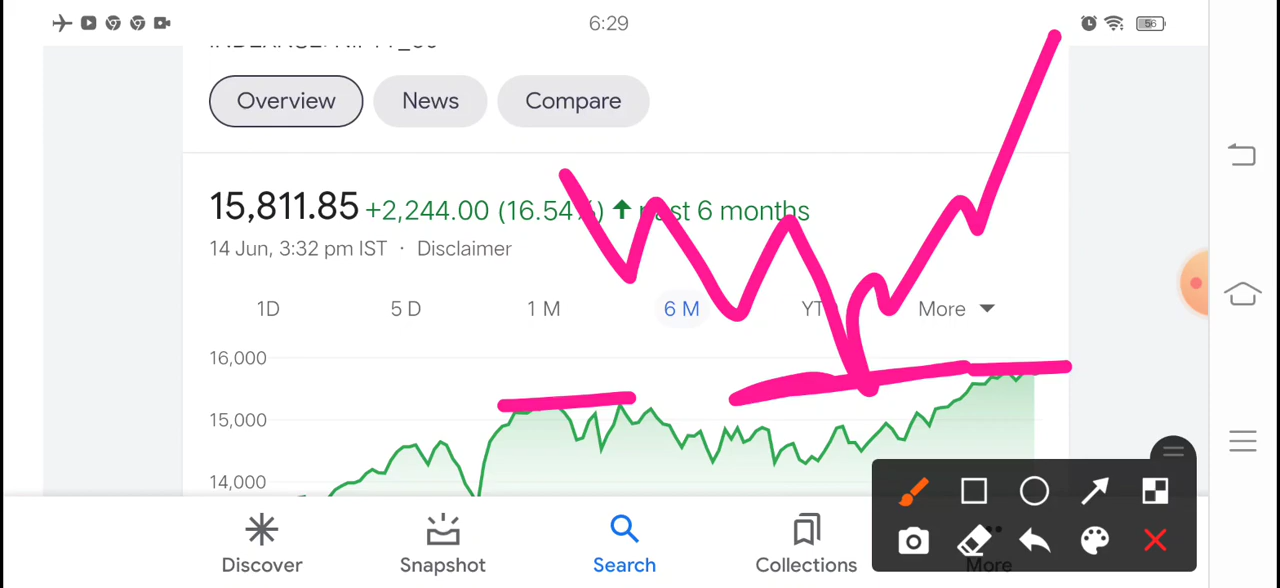 6:29
56
Overview News Compare
15,811.85 +2,244.00 (16.54%) ↑ past 6 months
14 Jun, 3:32 pm IST · Disclaimer
1D 5 D 1 M 6 M YTD More
16,000
15,000
14,000
Discover Snapshot Search Collections More